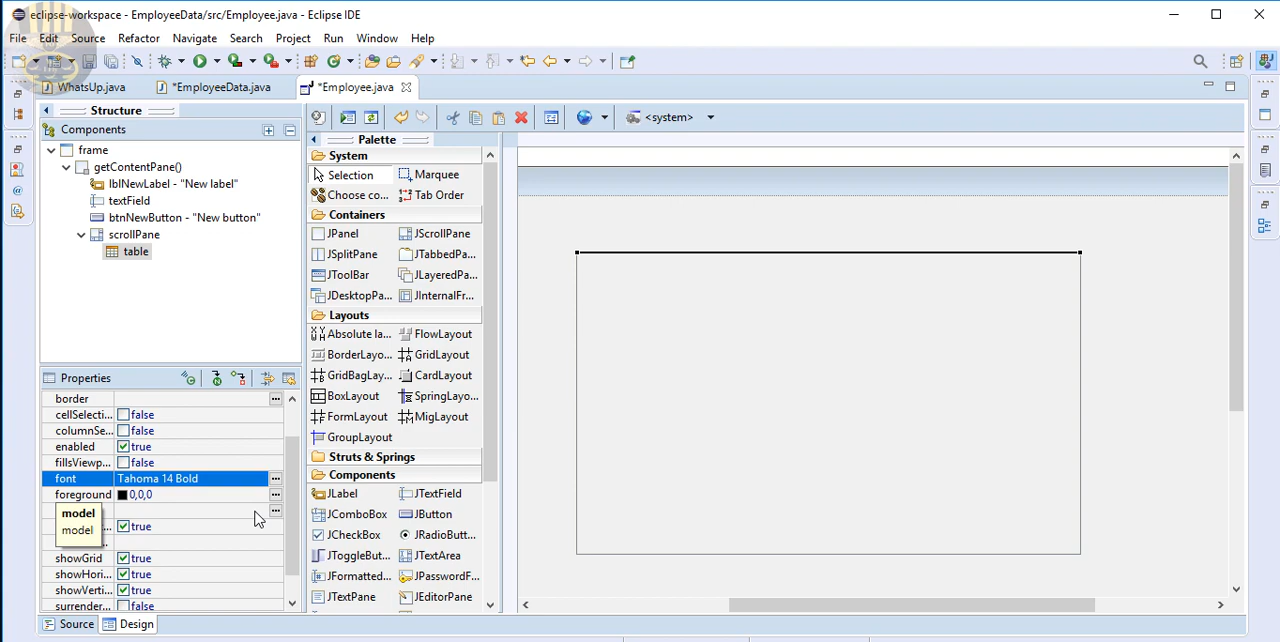 eclipse-workspace - EmployeeData/src/Employee.java - Eclipse IDE
File Edit Source Refactor Navigate Search Project Run Window Help
WhatsUp.java *EmployeeData.java *Employee.java
Structure
Components
frame
getContentPane()
lblNewLabel - "New label"
textField
btnNewButton - "New button"
scrollPane
table
Properties
border
cellSelecti... false
columnSe... false
enabled true
fillsViewp... false
font Tahoma 14 Bold
foreground 0,0,0
model
model
true
showGrid true
showHori... true
showVerti... true
surrender... false
Source Design
<system>
Palette
System
Selection Marquee
Choose co... Tab Order
Containers
JPanel JScrollPane
JSplitPane JTabbedPa...
JToolBar JLayeredPa...
JDesktopPa... JInternalFr...
Layouts
Absolute la... FlowLayout
BorderLayo... GridLayout
GridBagLay... CardLayout
BoxLayout SpringLayo...
FormLayout MigLayout
GroupLayout
Struts & Springs
Components
JLabel JTextField
JComboBox JButton
JCheckBox JRadioButt...
JToggleBut... JTextArea
JFormatted... JPasswordF...
JTextPane JEditorPane